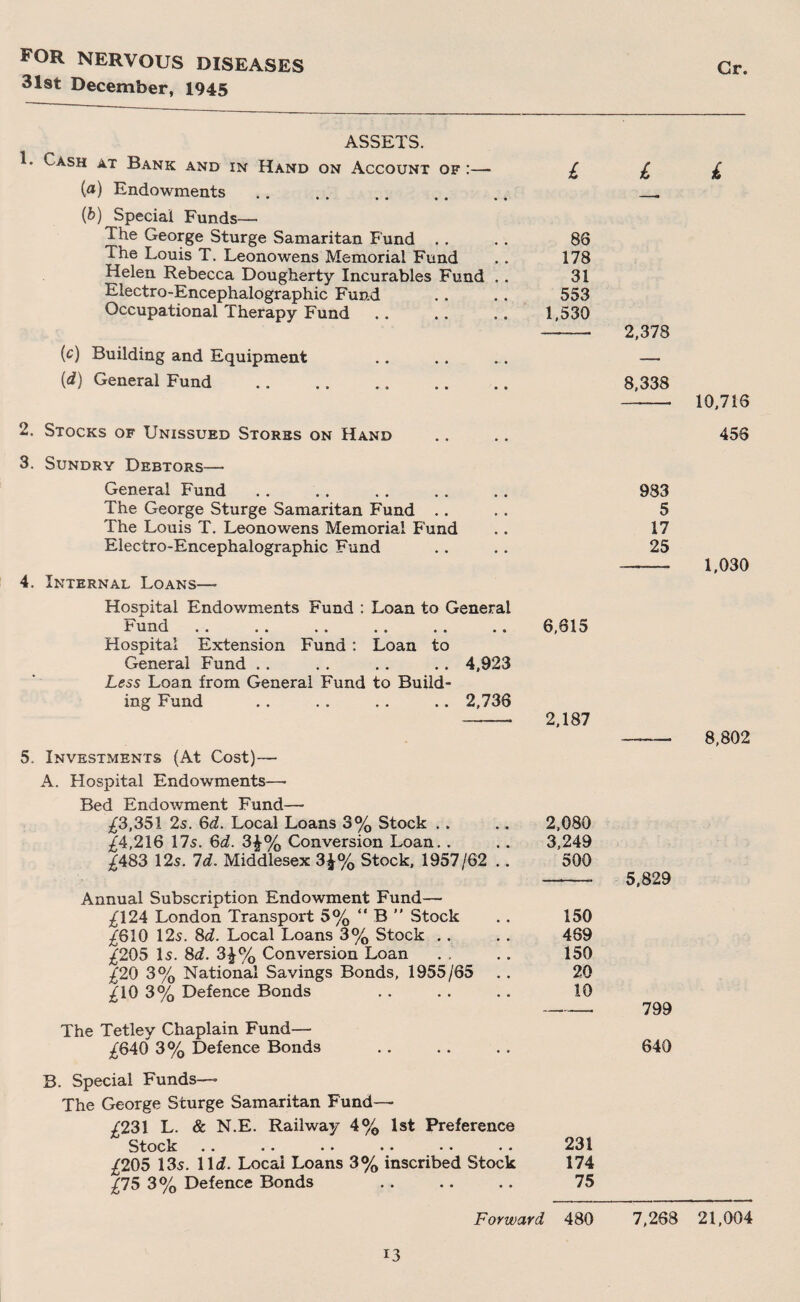 FOR NERVOUS DISEASES
Cr.
31st December, 1945
ASSETS.
1. CASH AT BANK AND IN HAND ON ACCOUNT OF :— £ £ £
(a) Endowments .. .. .. .. .. —
(b) Special Funds—
The George Sturge Samaritan Fund .. .. 86
The Louis T. Leonowens Memorial Fund .. 178
Helen Rebecca Dougherty Incurables Fund .. 31
Electro-Encephalographic Fund .. .. 553
Occupational Therapy Fund .. .. .. 1,530
2,378
(c) Building and Equipment .. .. .. —
(d) General Fund .. .. .. .. .. 8,338
10,716
2. STOCKS OF UNISSUED STORES ON HAND .. .. 456
3. SUNDRY DEBTORS—
General Fund .. .. .. .. .. 983
The George Sturge Samaritan Fund .. .. 5
The Louis T. Leonowens Memorial Fund .. 17
Electro-Encephalographic Fund .. .. 25
1,030
4. INTERNAL LOANS—
Hospital Endowments Fund : Loan to General
Fund .. .. .. .. .. .. 6,615
Hospital Extension Fund : Loan to
General Fund .. .. .. .. 4,923
Less Loan from General Fund to Build-
ing Fund .. .. .. .. 2,736
2,187
8,802
5. INVESTMENTS (At Cost)—
A. Hospital Endowments—
Bed Endowment Fund—
£3,351 2s. 6d. Local Loans 3% Stock .. .. 2,080
£4,216 17s. 6d. 3½% Conversion Loan.. .. 3,249
£483 12s. 7d. Middlesex 3½% Stock, 1957/62 .. 500
5,829
Annual Subscription Endowment Fund—
£124 London Transport 5% “ B ” Stock .. 150
£610 12s. 8d. Local Loans 3% Stock .. .. 469
£205 1s. 8d. 3½% Conversion Loan .. .. 150
£20 3% National Savings Bonds, 1955/65 .. 20
£10 3% Defence Bonds .. .. .. 10
799
The Tetley Chaplain Fund—
£640 3% Defence Bonds .. .. .. 640
B. Special Funds—
The George Sturge Samaritan Fund—
£231 L. & N.E. Railway 4% 1st Preference
Stock .. .. .. .. .. .. 231
£205 13s. 11d. Local Loans 3% inscribed Stock 174
£75 3% Defence Bonds .. .. .. 75
Forward 480 7,268 21,004
13